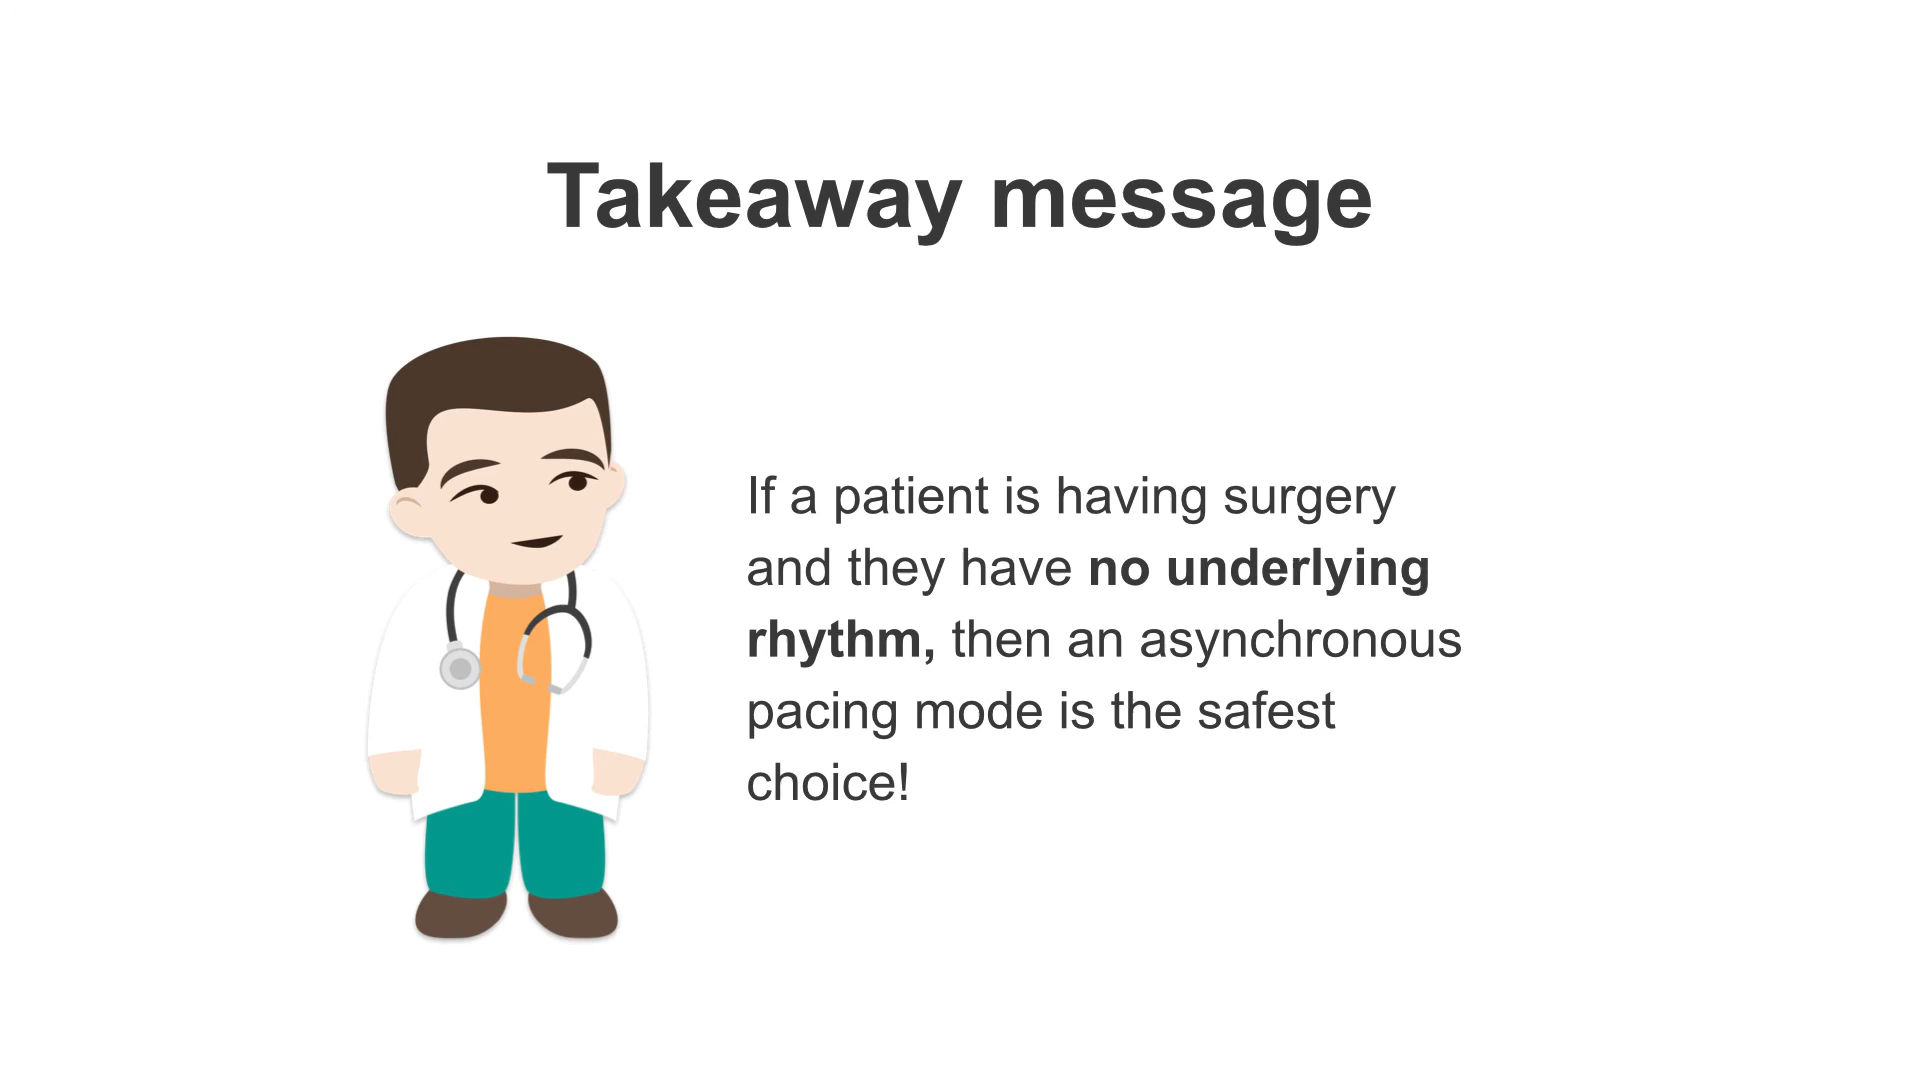 Takeaway message
If a patient is having surgery
and they have no underlying
rhythm, then an asynchronous
pacing mode is the safest
choice!